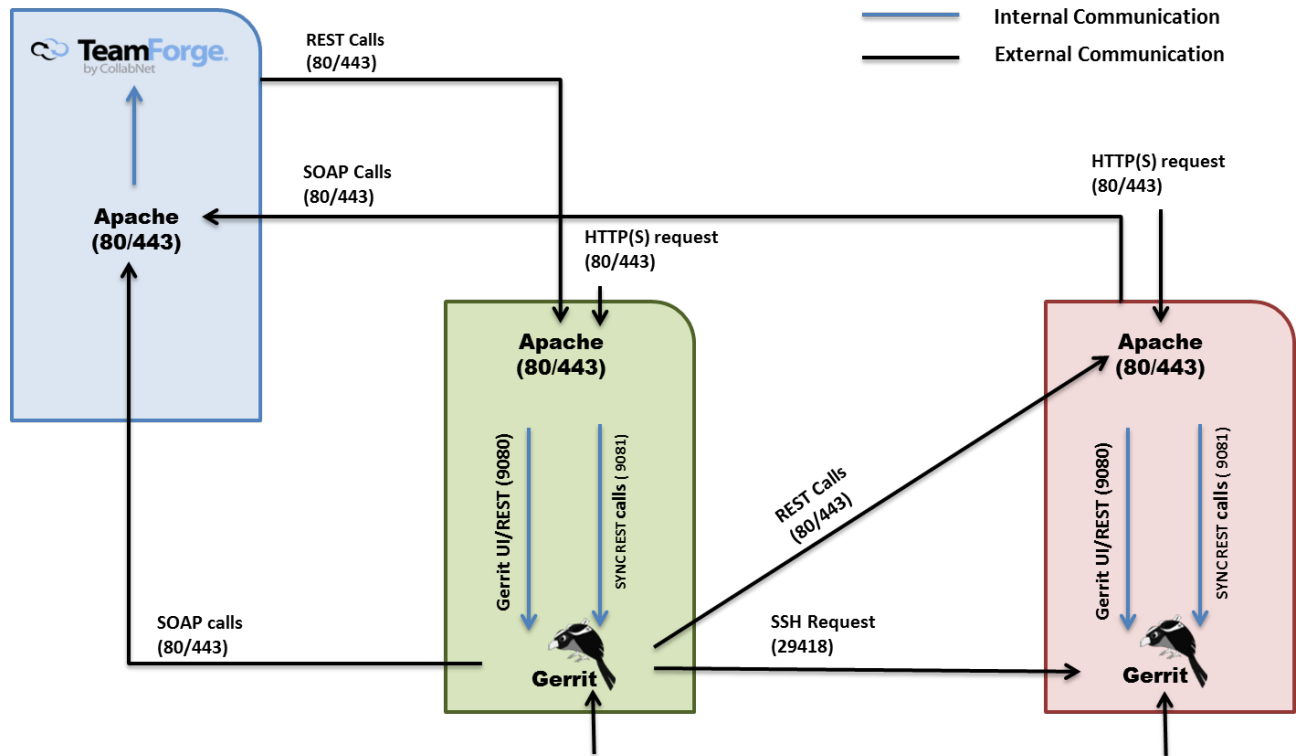 Internal Communication
External Communication
TeamForge.
by CollabNet
REST Calls
(80/443)
SOAP Calls
(80/443)
HTTP(S) request
(80/443)
Apache
(80/443)
HTTP(S) request
(80/443)
Apache
(80/443)
Apache
(80/443)
Gerrit UI/REST (9080)
SYNC REST calls ( 9081)
REST Calls
(80/443)
Gerrit UI/REST (9080)
SYNC REST calls ( 9081)
SOAP calls
(80/443)
SSH Request
(29418)
Gerrit
Gerrit